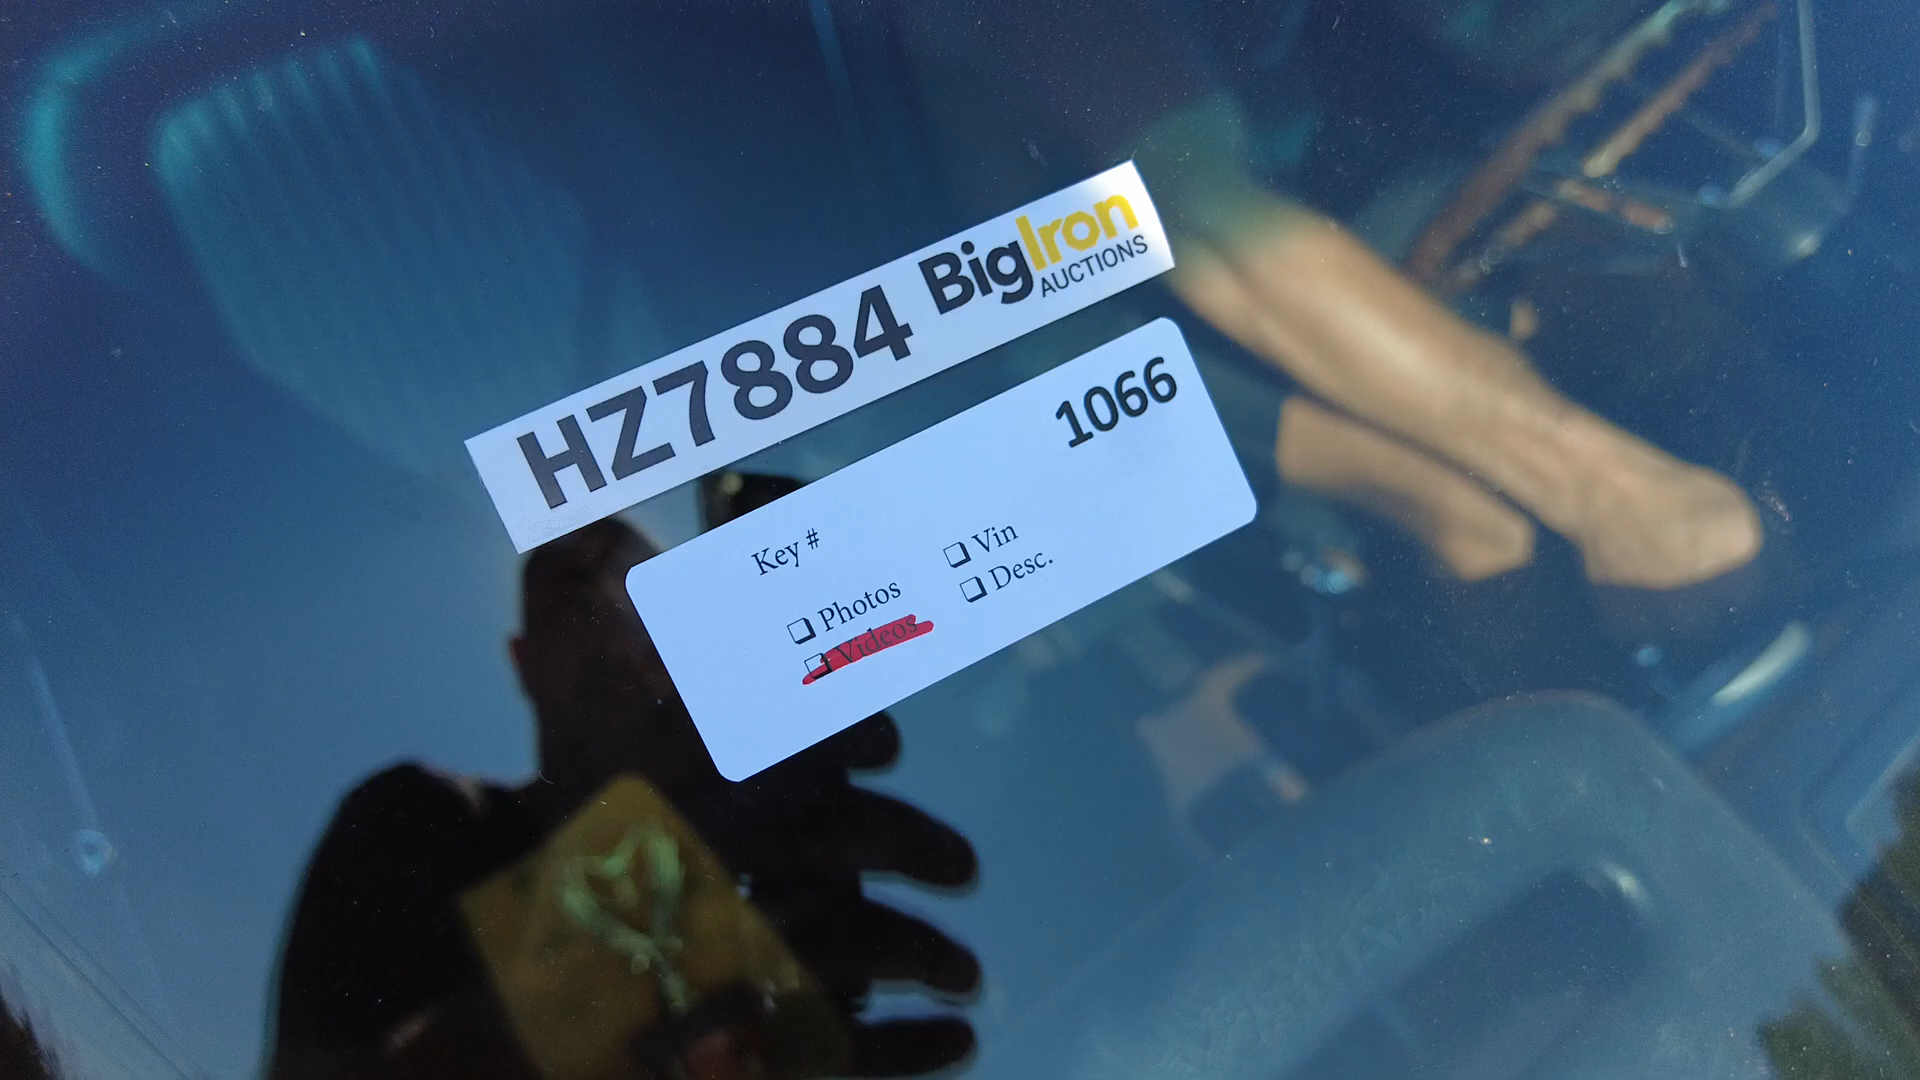 HZ7884 BigIron
AUCTIONS
1066
Key #
❏ Photos ❏ Vin
❏ Videos ❏ Desc.